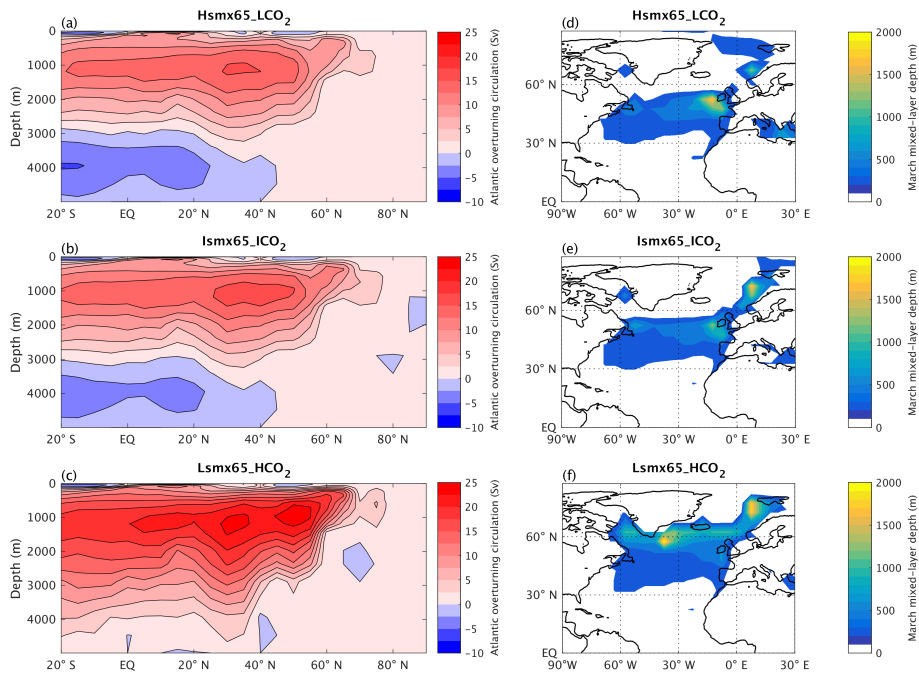 Hsmx65_LCO2
(a)
0
1000
2000
3000
4000
Depth (m)
20° S EQ 20° N 40° N 60° N 80° N
25
20
15
10
5
0
−5
−10
Atlantic overturning circulation (Sv)
(d)
60° N
30° N
EQ
90°W 60° W 30° W 0° E 30° E
2000
1500
1000
500
0
March mixed−layer depth (m)
Ismx65_ICO2
(b)
0
1000
2000
3000
4000
Depth (m)
20° S EQ 20° N 40° N 60° N 80° N
25
20
15
10
5
0
−5
−10
Atlantic overturning circulation (Sv)
Ismx65_ICO2
(e)
60° N
30° N
EQ
90°W 60° W 30° W 0° E 30° E
2000
1500
1000
500
0
March mixed−layer depth (m)
Lsmx65_HCO2
(c)
0
1000
2000
3000
4000
Depth (m)
20° S EQ 20° N 40° N 60° N 80° N
25
20
15
10
5
0
−5
−10
Atlantic overturning circulation (Sv)
Lsmx65_HCO2
(f)
60° N
30° N
EQ
90°W 60° W 30° W 0° E 30° E
2000
1500
1000
500
0
March mixed−layer depth (m)
Hsmx65_LCO2